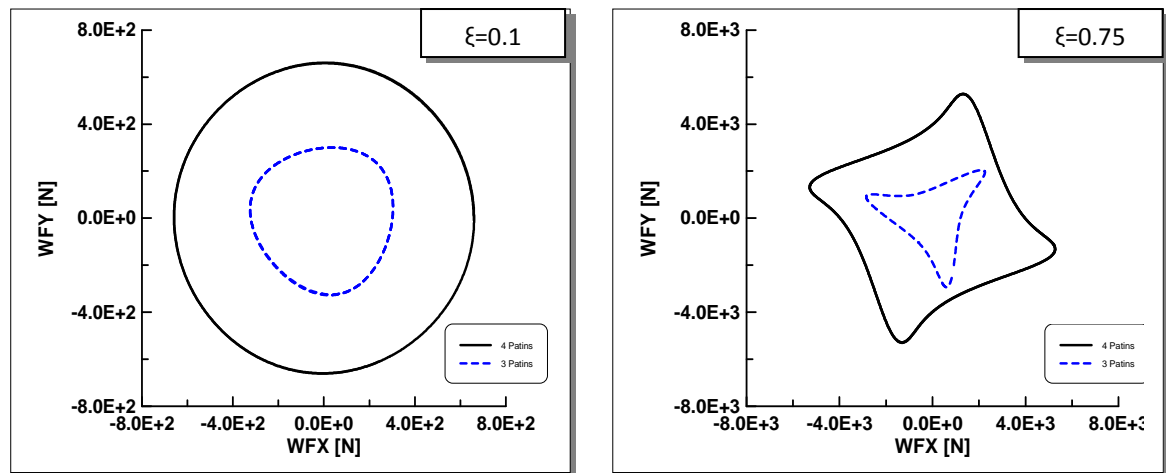 ξ=0.1
8.0E+2
4.0E+2
0.0E+0
-4.0E+2
-8.0E+2
WFY [N]
-8.0E+2 -4.0E+2 0.0E+0 4.0E+2 8.0E+2
WFX [N]
4 Patins
3 Patins
ξ=0.75
8.0E+3
4.0E+3
0.0E+0
-4.0E+3
-8.0E+3
WFY [N]
-8.0E+3 -4.0E+3 0.0E+0 4.0E+3 8.0E+3
WFX [N]
4 Patins
3 Patins